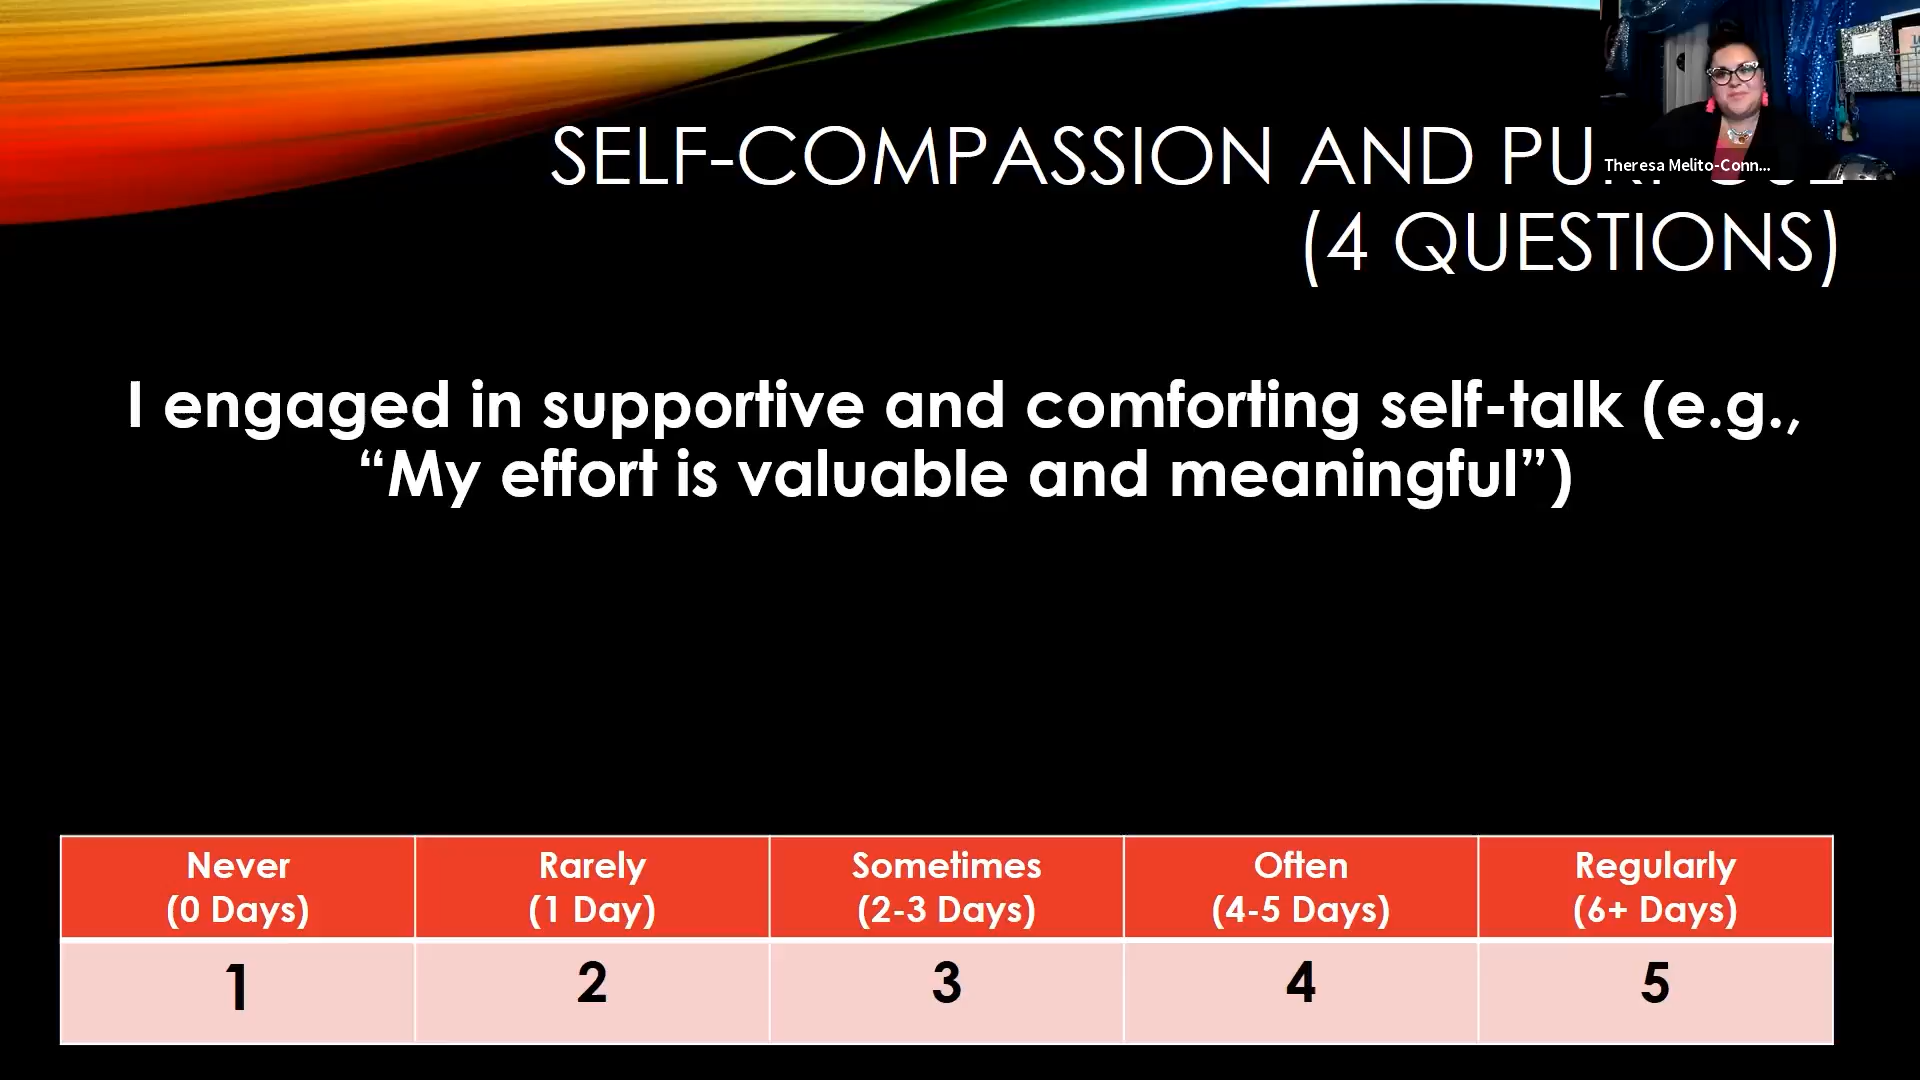 SELF-COMPASSION AND
(4 QUESTIONS)
Theresa Melito-Conn...
I engaged in supportive and comforting self-talk (e.g.,
“My effort is valuable and meaningful”)
Never Rarely Sometimes Often Regularly
(0 Days) (1 Day) (2-3 Days) (4-5 Days) (6+ Days)
1 2 3 4 5